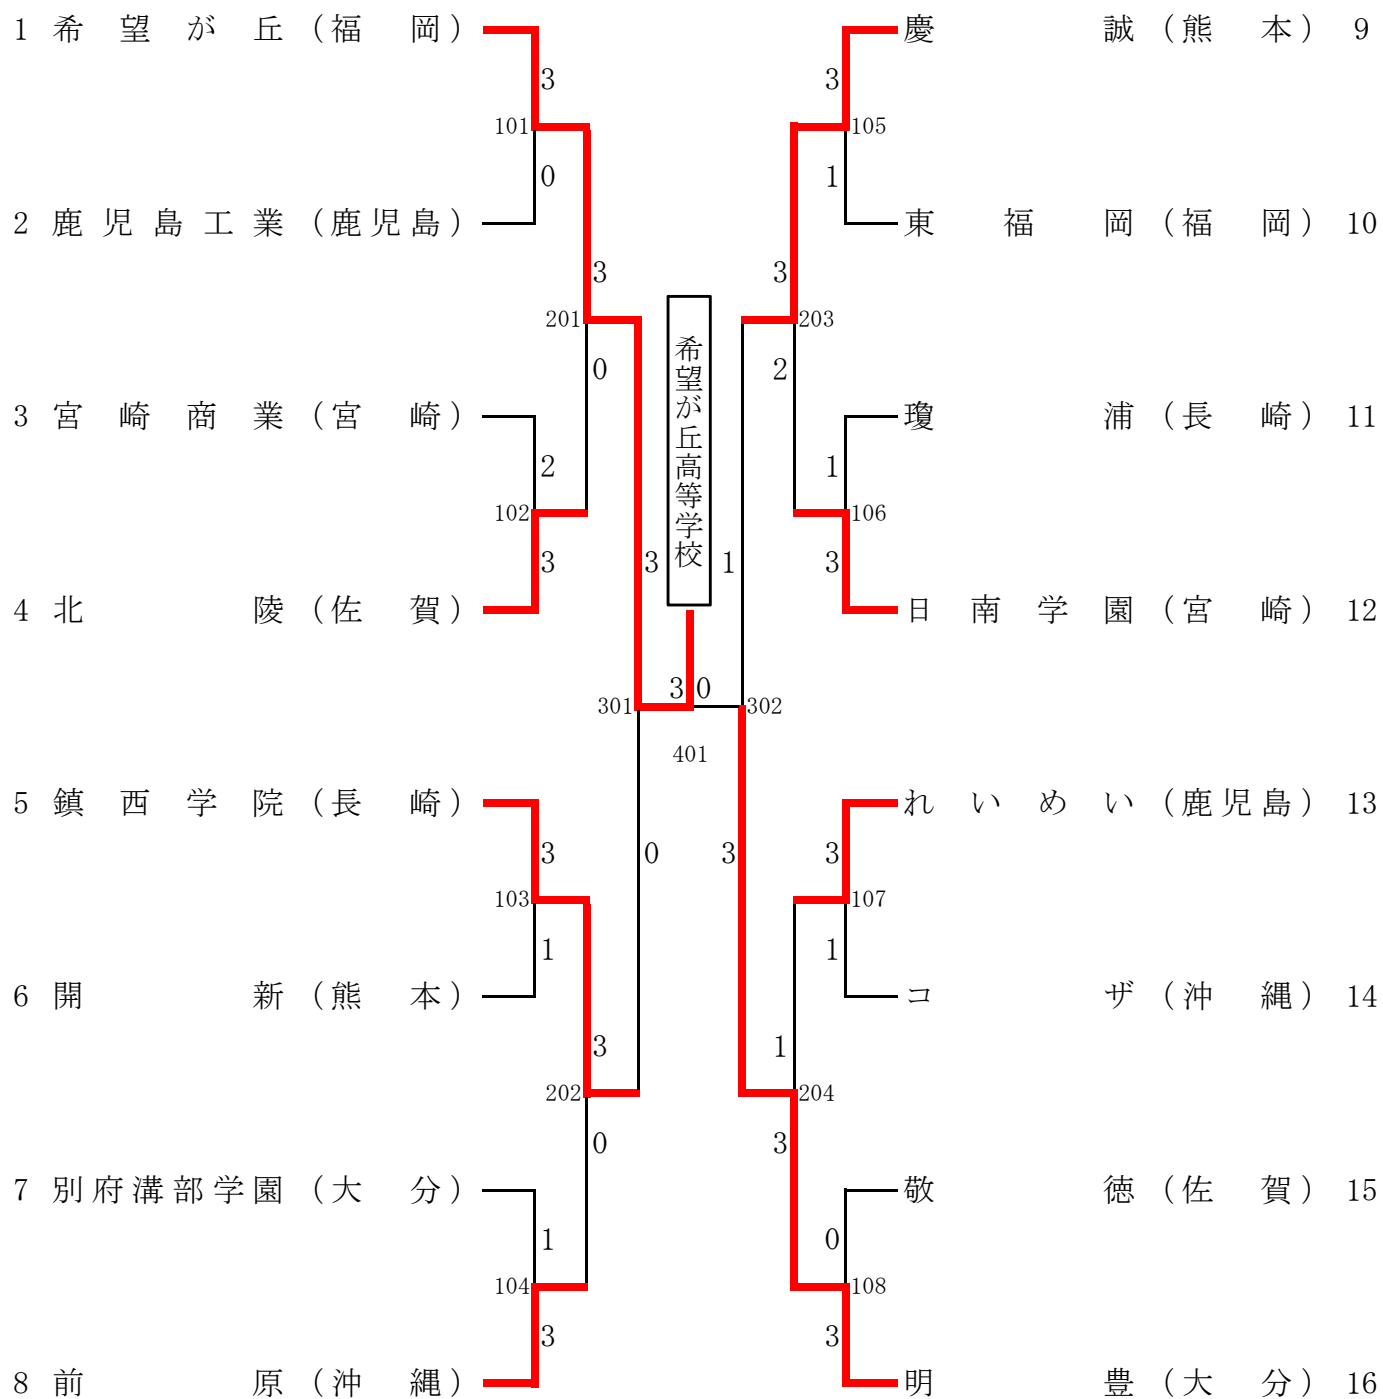 1 希望が丘（福岡）
3
101
0
2 鹿児島工業（鹿児島）
3
201
0
3 宮崎商業（宮崎）
2
102
3
4 北陵（佐賀）
3
301
0
5 鎮西学院（長崎）
3
103
1
6 開新（熊本）
3
202
0
7 別府溝部学園（大分）
1
104
3
8 前原（沖縄）
希望が丘高等学校
3 0
401
慶誠（熊本） 9
3
105
1
東福岡（福岡） 10
3
203
2
瓊浦（長崎） 11
1
106
3
日南学園（宮崎） 12
1
302
3
れいめい（鹿児島） 13
3
107
1
コザ（沖縄） 14
1
204
3
敬徳（佐賀） 15
0
108
3
明豊（大分） 16